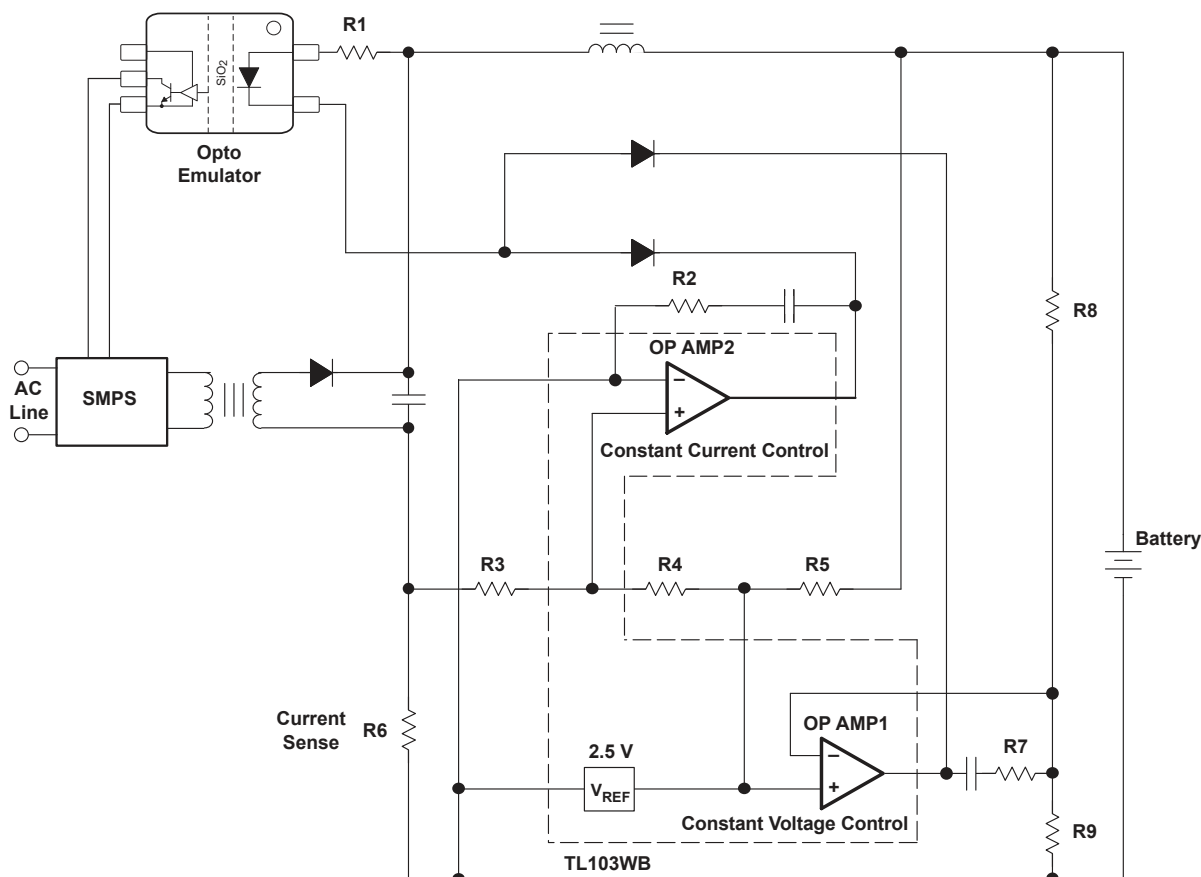 R1
SiO2
Opto
Emulator
R2
R8
OP AMP2
−
+
AC
Line
SMPS
Constant Current Control
Battery
R3
R4
R5
Current
Sense
R6
OP AMP1
R7
2.5 V
VREF
−
+
Constant Voltage Control
R9
TL103WB